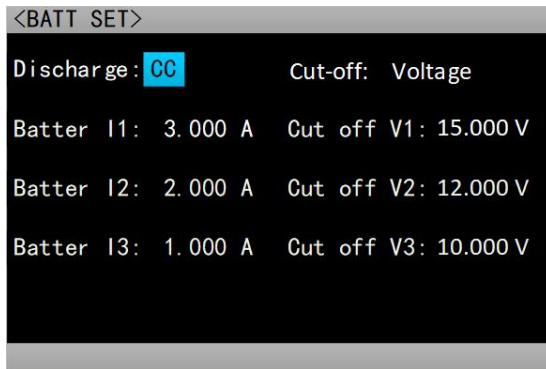 <BATT SET>
Discharge: CC Cut-off: Voltage
Batter I1: 3.000 A Cut off V1: 15.000 V
Batter I2: 2.000 A Cut off V2: 12.000 V
Batter I3: 1.000 A Cut off V3: 10.000 V